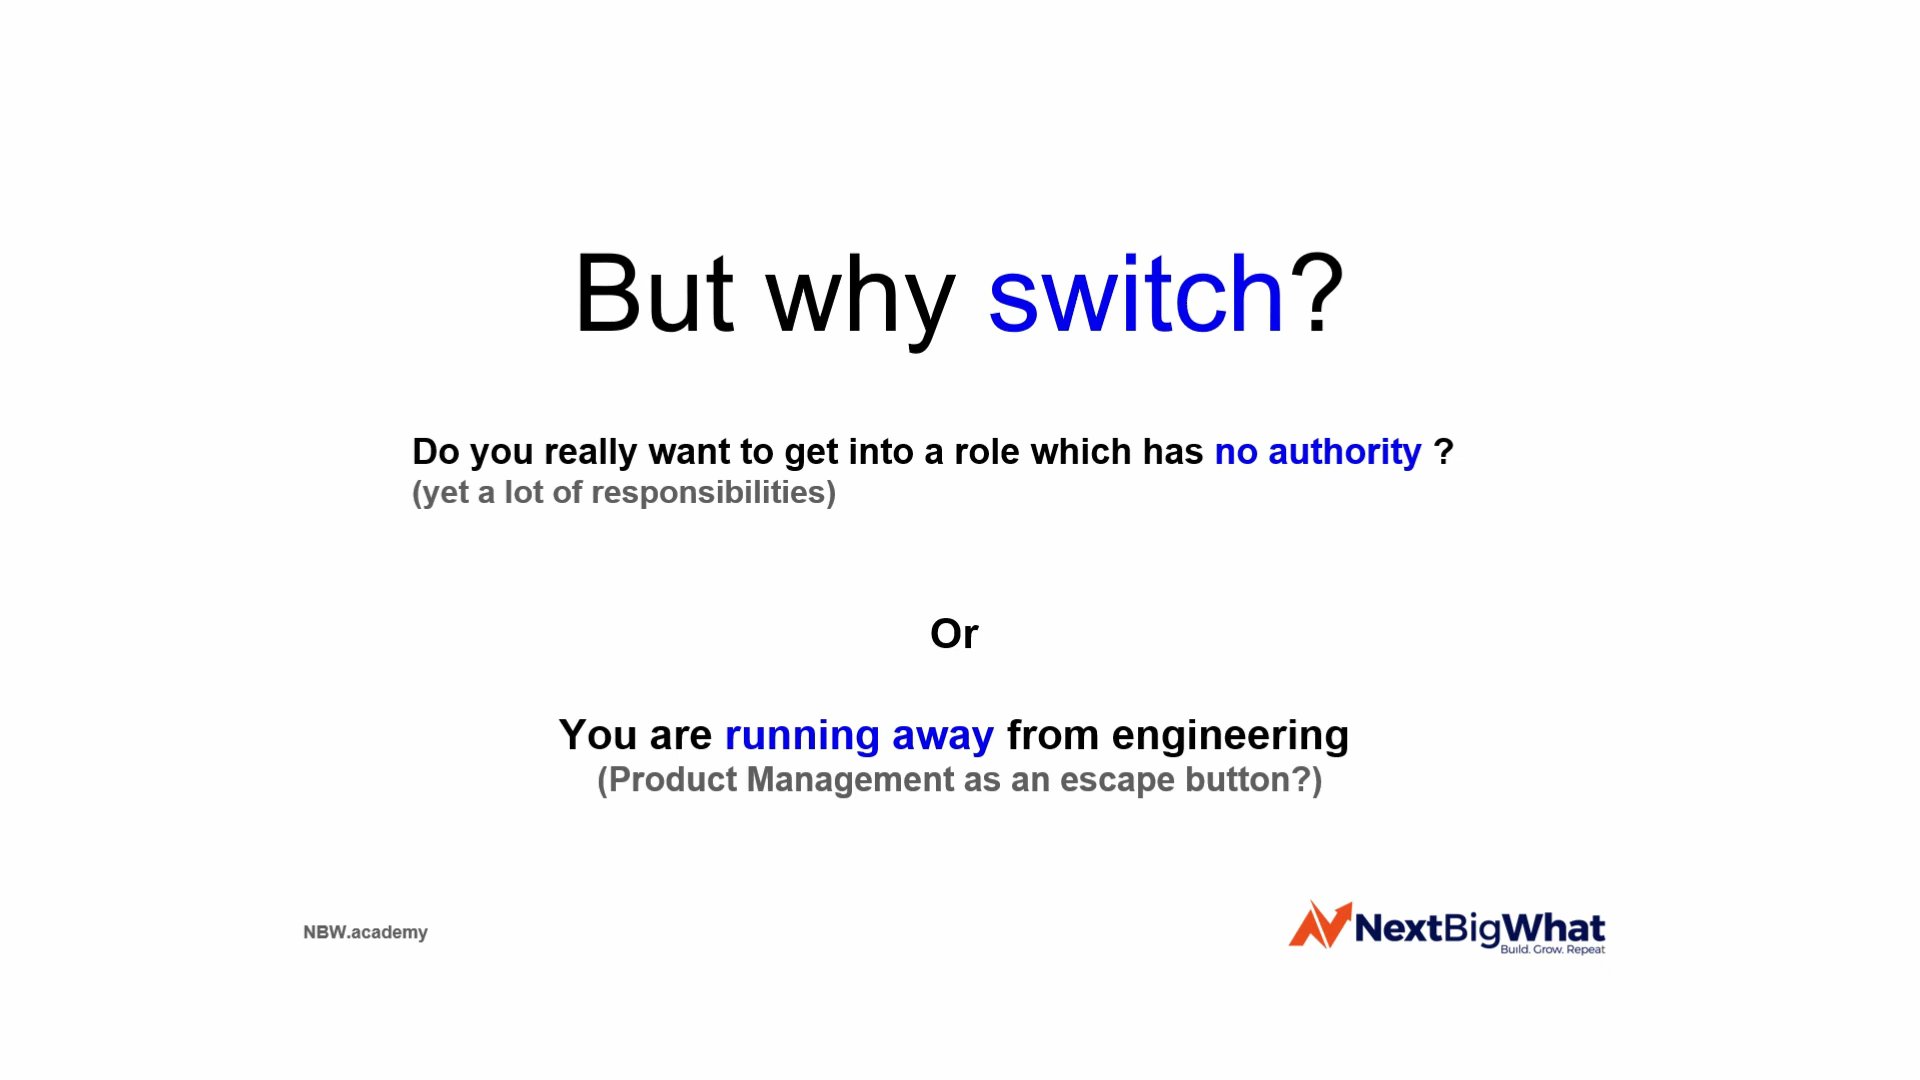 But why switch?
Do you really want to get into a role which has no authority ?
(yet a lot of responsibilities)
Or
You are running away from engineering
(Product Management as an escape button?)
NBW.academy
NextBigWhat
Build. Grow. Repeat